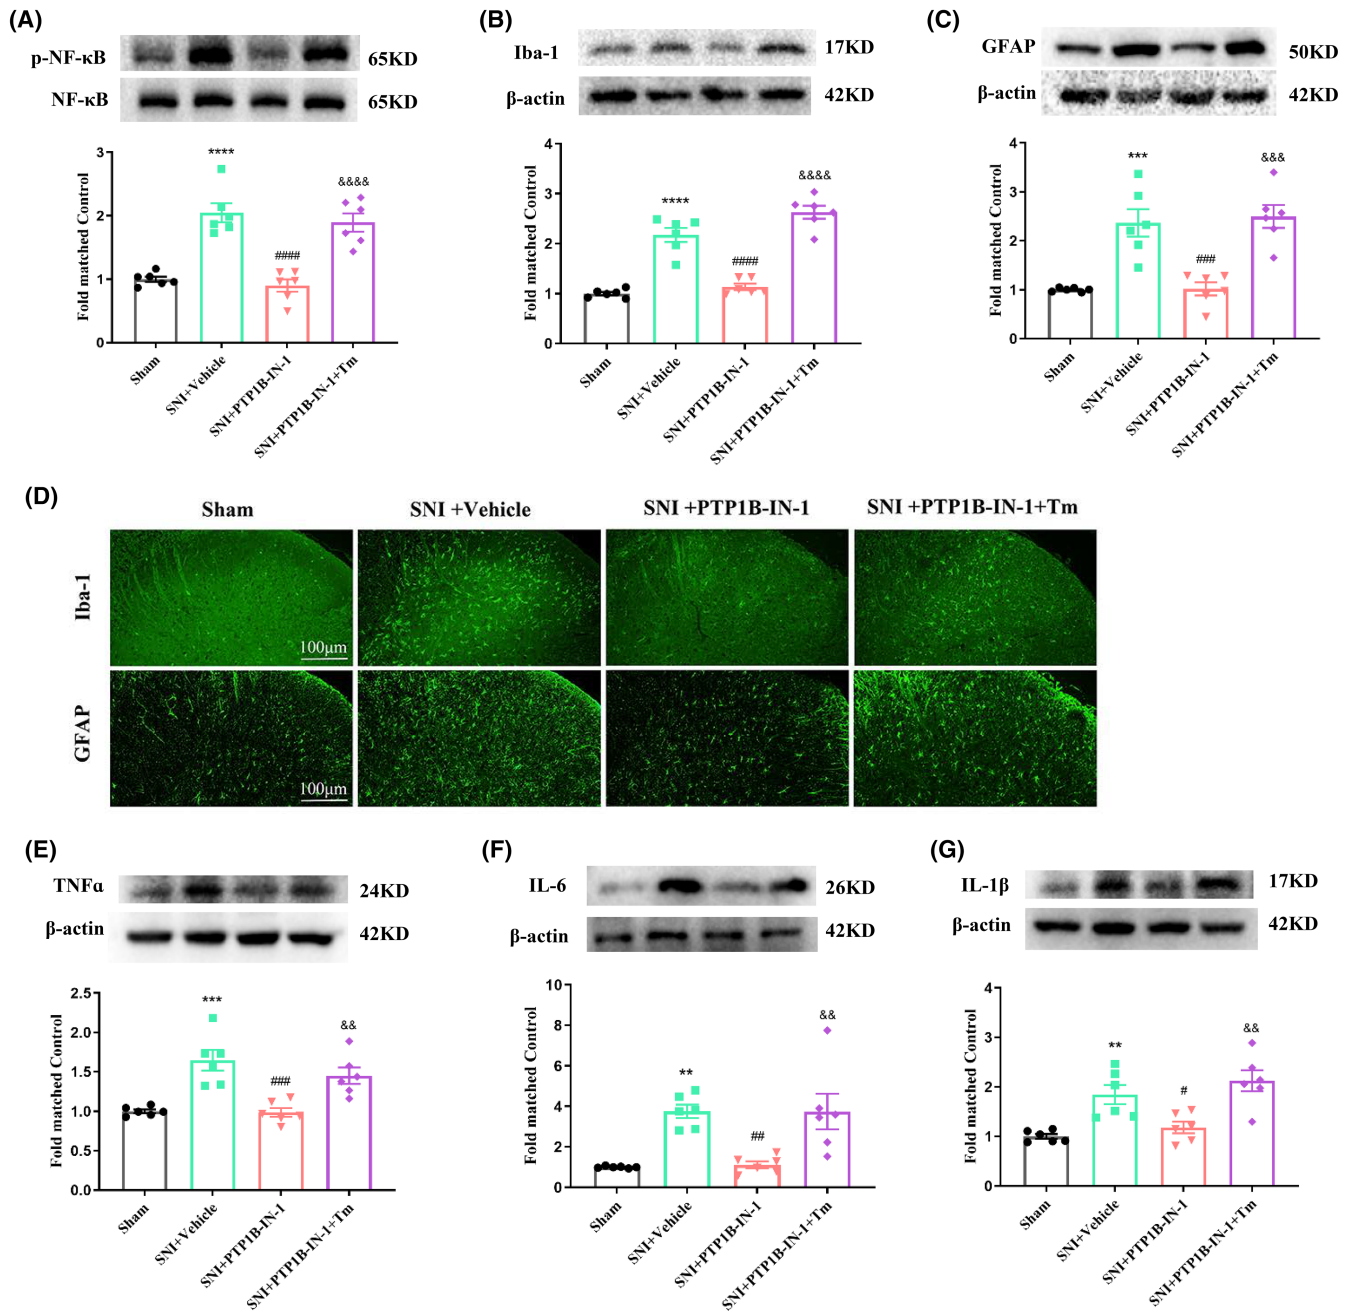 (A)
p-NF-κB
65KD
NF-κB
65KD
Fold matched Control
3
2
1
0
****
####
&&&&
Sham
SNI+Vehicle
SNI+PTP1B-IN-1
SNI+PTP1B-IN-1+Tm
(B)
Iba-1
17KD
β-actin
42KD
Fold matched Control
4
3
2
1
0
****
####
&&&&
Sham
SNI+Vehicle
SNI+PTP1B-IN-1
SNI+PTP1B-IN-1+Tm
(C)
GFAP
50KD
β-actin
42KD
Fold matched Control
4
3
2
1
0
***
###
&&&
Sham
SNI+Vehicle
SNI+PTP1B-IN-1
SNI+PTP1B-IN-1+Tm
(D)
Sham
SNI +Vehicle
SNI +PTP1B-IN-1
SNI +PTP1B-IN-1+Tm
Iba-1
100μm
GFAP
100μm
(E)
TNFα
24KD
β-actin
42KD
Fold matched Control
2.5
2.0
1.5
1.0
0.5
0.0
***
###
&&
Sham
SNI+Vehicle
SNI+PTP1B-IN-1
SNI+PTP1B-IN-1+Tm
(F)
IL-6
26KD
β-actin
42KD
Fold matched Control
10
8
6
4
2
0
**
##
&&
Sham
SNI+Vehicle
SNI+PTP1B-IN-1
SNI+PTP1B-IN-1+Tm
(G)
IL-1β
17KD
β-actin
42KD
Fold matched Control
4
3
2
1
0
**
#
&&
Sham
SNI+Vehicle
SNI+PTP1B-IN-1
SNI+PTP1B-IN-1+Tm